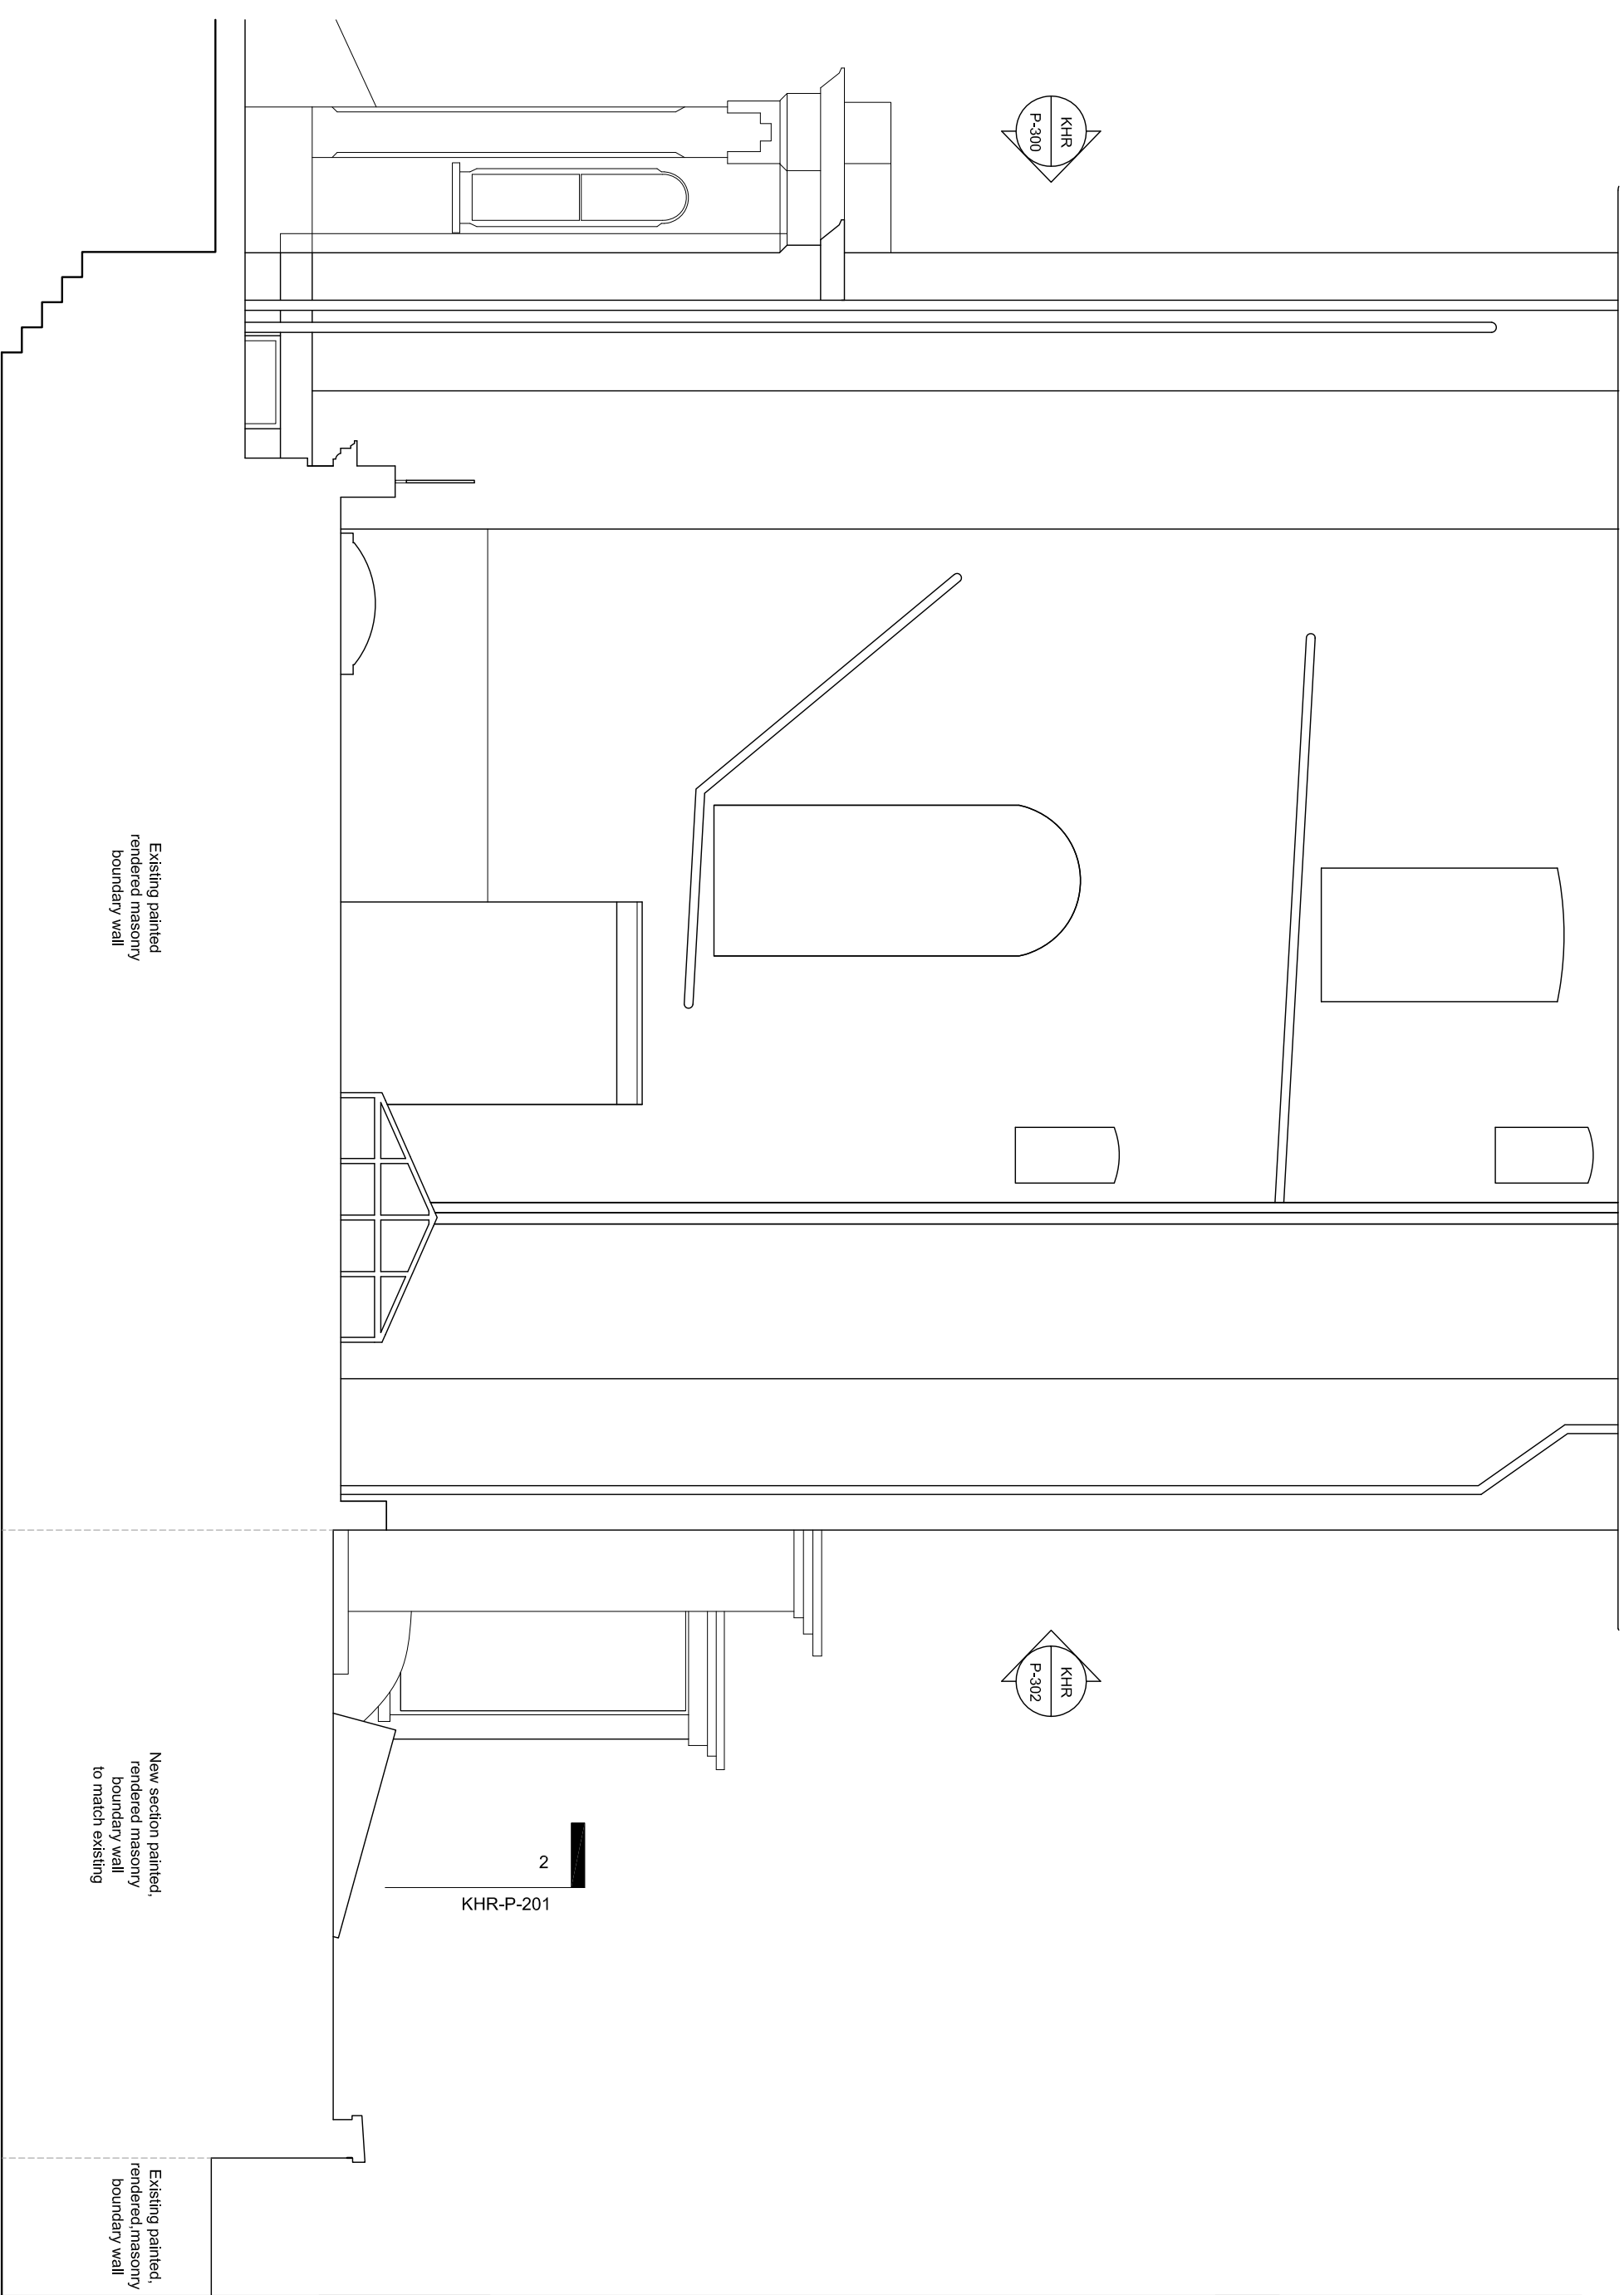 KHR
P-300
KHR
P-302
2
KHR-P-201
Existing painted
rendered masonry
boundary wall
New section painted,
rendered masonry
boundary wall
to match existing
Existing painted,
rendered,masonry
boundary wall